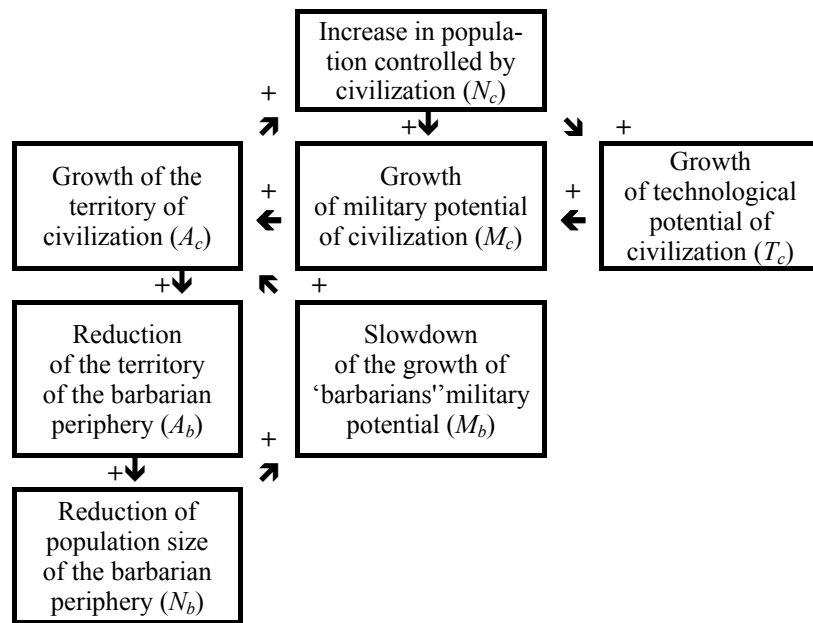 Increase in popula-
tion controlled by
civilization (Nc)
+
+
+
Growth of the
territory of
civilization (Ac)
+
Growth
of military potential
of civilization (Mc)
+
Growth
of technological
potential of
civilization (Tc)
+
+
Reduction
of the territory
of the barbarian
periphery (Ab)
Slowdown
of the growth of
‘barbarians'’military
potential (Mb)
+
+
Reduction of
population size
of the barbarian
periphery (Nb)